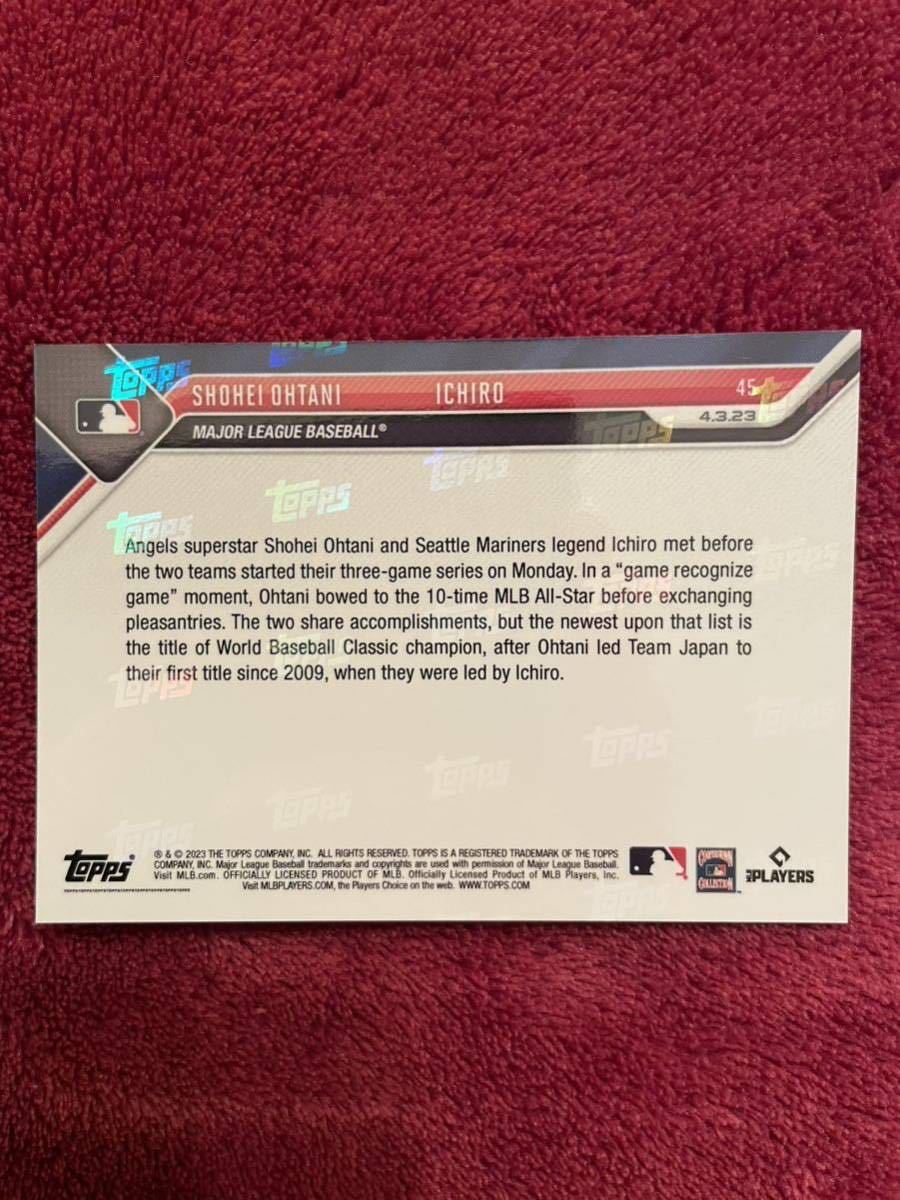 SHOHEI OHTANI ICHIRO 45
4.3.23
MAJOR LEAGUE BASEBALL®
Angels superstar Shohei Ohtani and Seattle Mariners legend Ichiro met before
the two teams started their three-game series on Monday. In a “game recognize
game” moment, Ohtani bowed to the 10-time MLB All-Star before exchanging
pleasantries. The two share accomplishments, but the newest upon that list is
the title of World Baseball Classic champion, after Ohtani led Team Japan to
their first title since 2009, when they were led by Ichiro.
Topps®
® & © 2023 THE TOPPS COMPANY, INC. ALL RIGHTS RESERVED. TOPPS IS A REGISTERED TRADEMARK OF THE TOPPS
COMPANY, INC. Major League Baseball trademarks and copyrights are used with permission of Major League Baseball.
Visit MLB.com. OFFICIALLY LICENSED PRODUCT OF MLB. Officially Licensed Product of MLB Players, Inc.
Visit MLBPLAYERS.COM, the Players Choice on the web. WWW.TOPPS.COM
COOPERSTOWN
COLLECTION
MLB PLAYERS